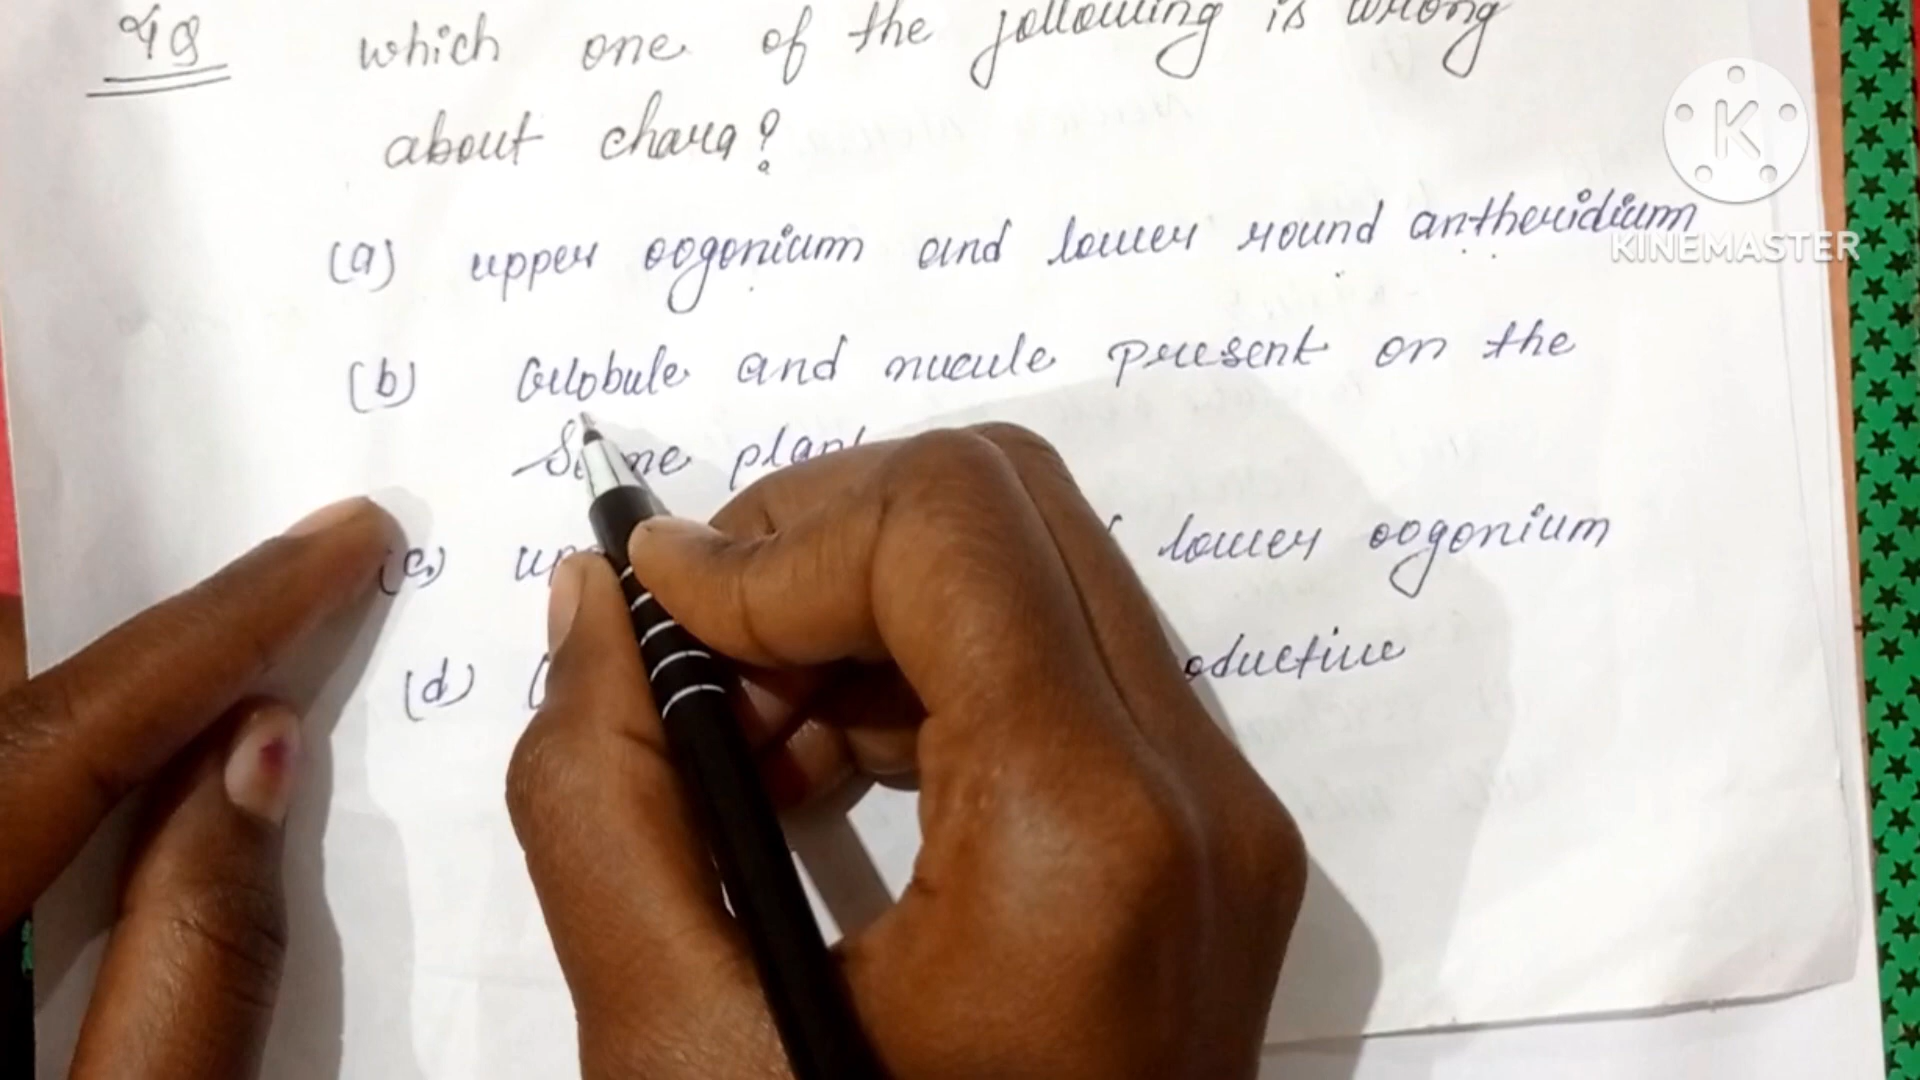 49 which one of the following is wrong
about chara?
(a) upper oogonium and lower round antheridium
(b) Globule and nucule present on the
Same plant
(c) lower oogonium
(d)
KINEMASTER